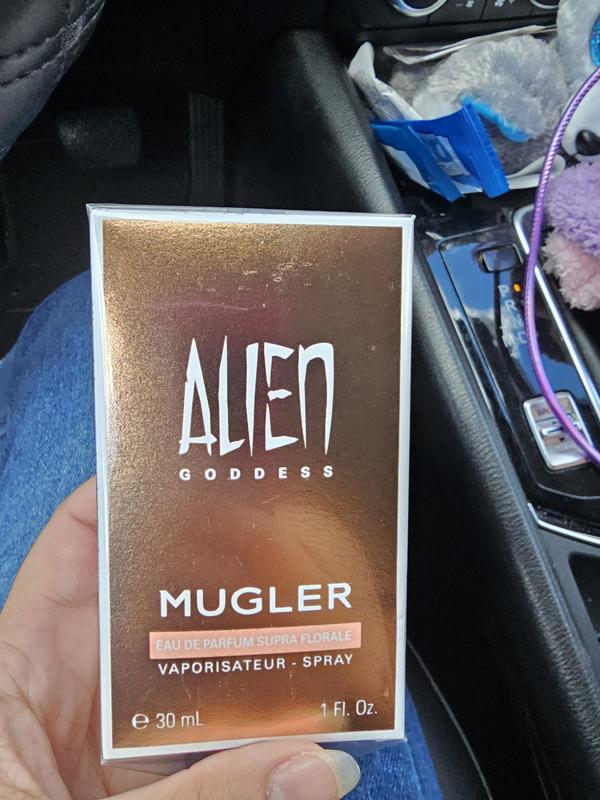 ALIEN
GODDESS
MUGLER
EAU DE PARFUM SUPRA FLORALE
VAPORISATEUR - SPRAY
℮ 30 mL 1 Fl. Oz.
P
R